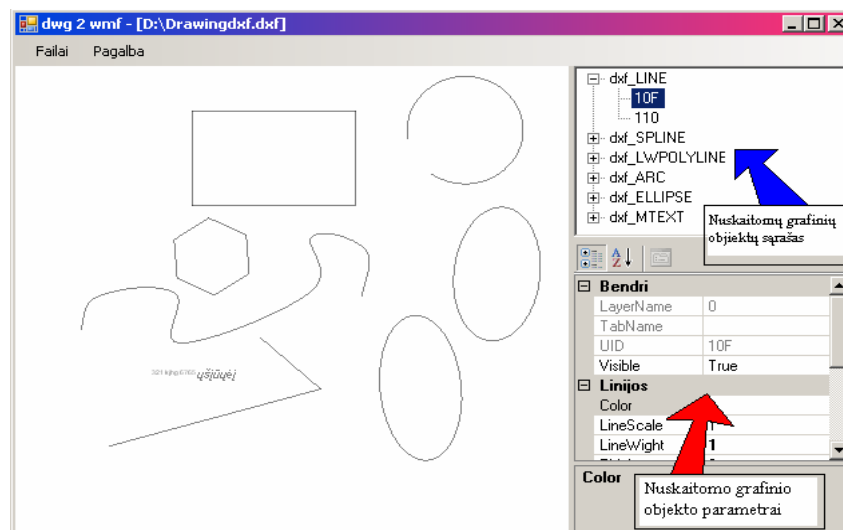 dwg 2 wmf - [D:\Drawingdxf.dxf]
Failai Pagalba
dxf_LINE
10F
110
dxf_SPLINE
dxf_LWPOLYLINE
dxf_ARC
dxf_ELLIPSE
dxf_MTEXT
Nuskaitomų grafinių
objiektų sąrašas
Bendri
LayerName 0
TabName
UID 10F
Visible True
Linijos
Color
LineScale
LineWight 1
Color
Nuskaitomo grafinio
objekto parametrai